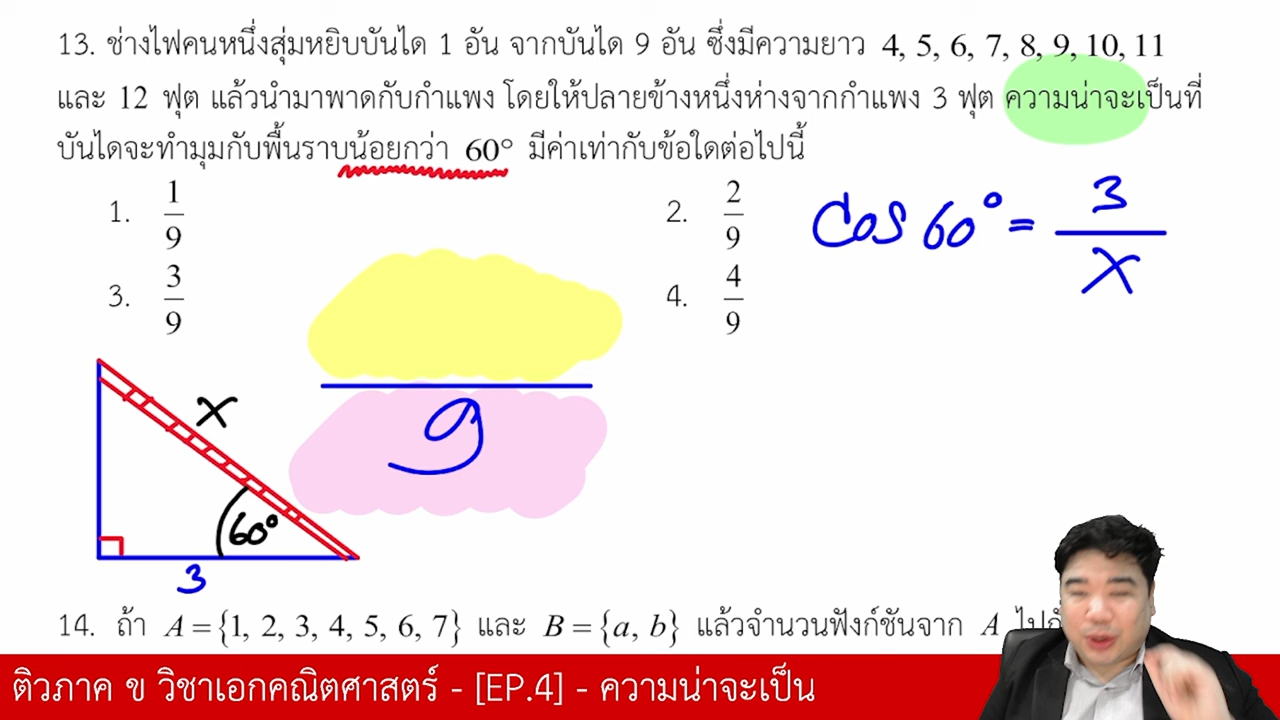 13. ช่างไฟคนหนึ่งสุ่มหยิบบันได 1 อัน จากบันได 9 อัน ซึ่งมีความยาว 4, 5, 6, 7, 8, 9, 10, 11
และ 12 ฟุต แล้วนำมาพาดกับกำแพง โดยให้ปลายข้างหนึ่งห่างจากกำแพง 3 ฟุต ความน่าจะเป็นที่
บันไดจะทำมุมกับพื้นราบน้อยกว่า 60° มีค่าเท่ากับข้อใดต่อไปนี้
1. 1/9 2. 2/9
cos 60° = 3/x
3. 3/9 4. 4/9
x
9
60°
3
14. ถ้า A = {1, 2, 3, 4, 5, 6, 7} และ B = {a, b} แล้วจำนวนฟังก์ชันจาก A
ติวภาค ข วิชาเอกคณิตศาสตร์ - [EP.4] - ความน่าจะเป็น